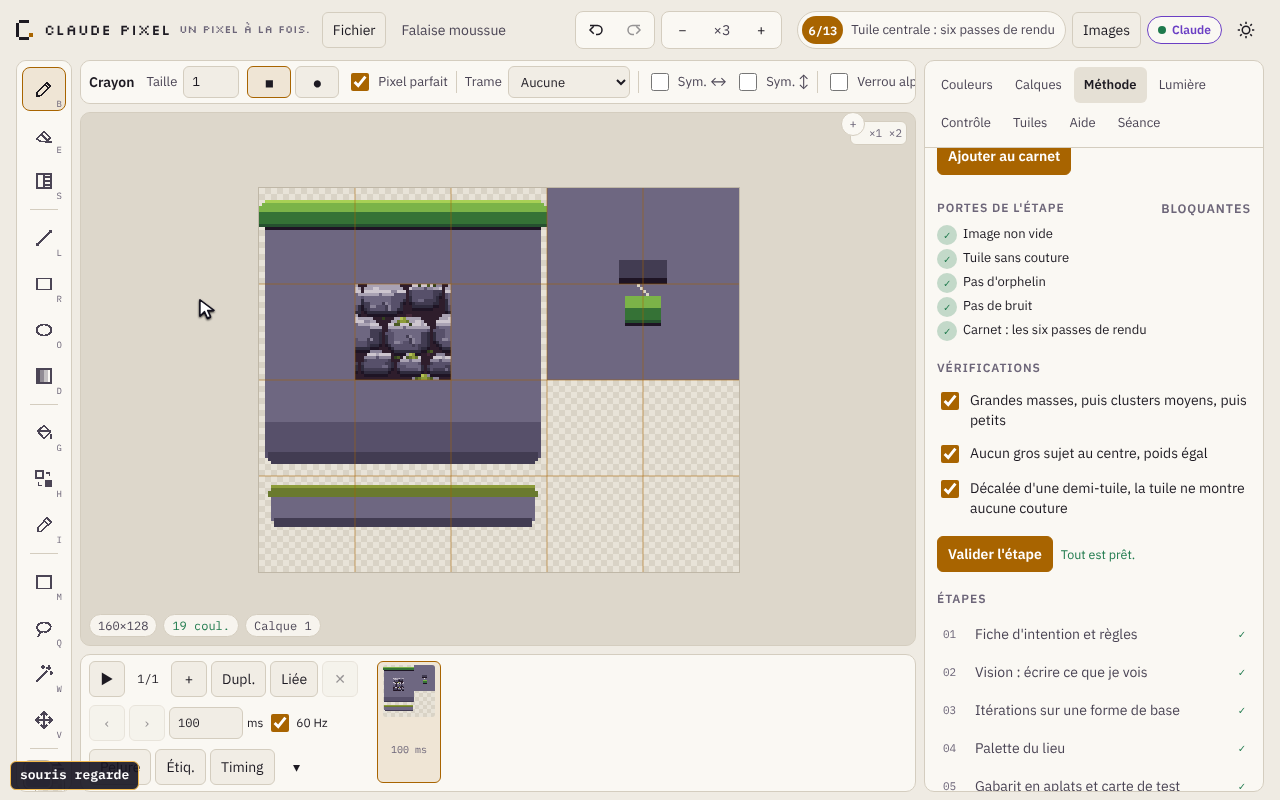 CLAUDE PIXEL UN PIXEL À LA FOIS. Fichier Falaise moussue − ×3 + 6/13 Tuile centrale : six passes de rendu Images Claude
Crayon Taille 1 Pixel parfait Trame Aucune Sym. ↔ Sym. ↕ Verrou alp
B
E
S
L
R
O
D
G
H
I
M
Q
W
V
+ ×1 ×2
160×128 19 coul. Calque 1
1/1 + Dupl. Liée ×
‹ › 100 ms 60 Hz
Étiq. Timing ▼
100 ms
souris regarde
Couleurs Calques Méthode Lumière
Contrôle Tuiles Aide Séance
Ajouter au carnet
PORTES DE L'ÉTAPE BLOQUANTES
✓ Image non vide
✓ Tuile sans couture
✓ Pas d'orphelin
✓ Pas de bruit
✓ Carnet : les six passes de rendu
VÉRIFICATIONS
Grandes masses, puis clusters moyens, puis
petits
Aucun gros sujet au centre, poids égal
Décalée d'une demi-tuile, la tuile ne montre
aucune couture
Valider l'étape Tout est prêt.
ÉTAPES
01 Fiche d'intention et règles ✓
02 Vision : écrire ce que je vois ✓
03 Itérations sur une forme de base ✓
04 Palette du lieu ✓
05 Gabarit en aplats et carte de test ✓